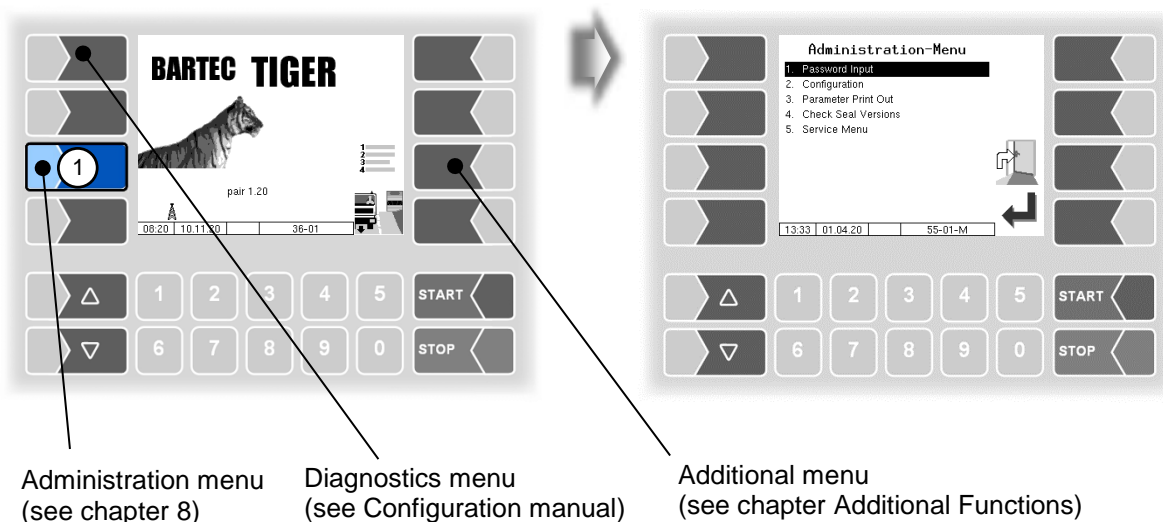 BARTEC TIGER
1
1
2
3
4
pair 1.20
08:20 10.11.20 36-01
1 2 3 4 5 START
6 7 8 9 0 STOP
Administration-Menu
1. Password Input
2. Configuration
3. Parameter Print Out
4. Check Seal Versions
5. Service Menu
13:33 01.04.20 55-01-M
1 2 3 4 5 START
6 7 8 9 0 STOP
Administration menu
(see chapter 8)
Diagnostics menu
(see Configuration manual)
Additional menu
(see chapter Additional Functions)